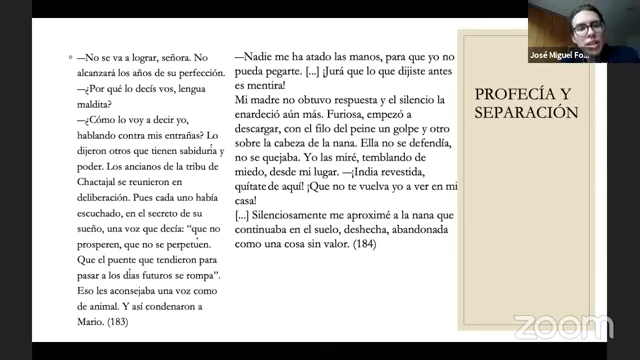 —No se va a lograr, señora. No
alcanzará los años de su perfección.
—¿Por qué lo decís vos, lengua
maldita?
—¿Cómo lo voy a decir yo,
hablando contra mis entrañas? Lo
dijeron otros que tienen sabiduría y
poder. Los ancianos de la tribu de
Chactajal se reunieron en
deliberación. Pues cada uno había
escuchado, en el secreto de su
sueño, una voz que decía: “que no
prosperen, que no se perpetúen.
Que el puente que tendieron para
pasar a los días futuros se rompa”.
Eso les aconsejaba una voz como
de animal. Y así condenaron a
Mario. (183)
—Nadie me ha atado las manos, para que yo no
pueda pegarte. [...] ¡Jurá que lo que dijiste antes
es mentira!
Mi madre no obtuvo respuesta y el silencio la
enardeció aún más. Furiosa, empezó a
descargar, con el filo del peine un golpe y otro
sobre la cabeza de la nana. Ella no se defendía,
no se quejaba. Yo las miré, temblando de
miedo, desde mi lugar. —¡India revestida,
quítate de aquí! ¡Que no te vuelva yo a ver en mi
casa!
[...] Silenciosamente me aproximé a la nana que
continuaba en el suelo, deshecha, abandonada
como una cosa sin valor. (184)
PROFECÍA Y
SEPARACIÓN
José Miguel Fo...
zoom